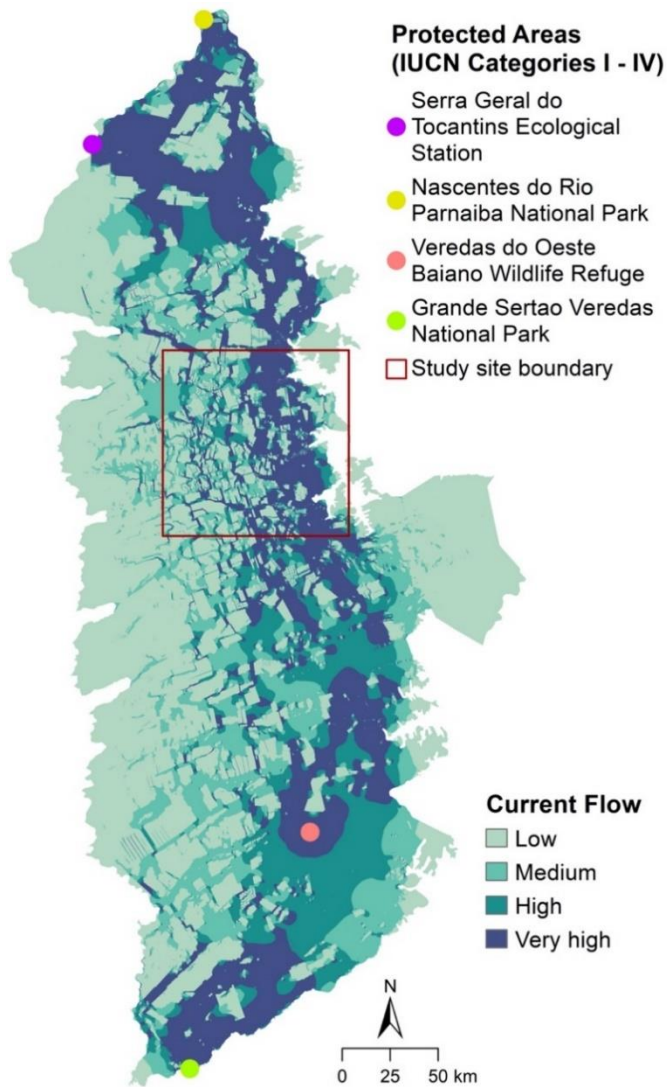 Protected Areas
(IUCN Categories I - IV)
Serra Geral do
Tocantins Ecological
Station
Nascentes do Rio
Parnaiba National Park
Veredas do Oeste
Baiano Wildlife Refuge
Grande Sertao Veredas
National Park
Study site boundary
Current Flow
Low
Medium
High
Very high
N
0 25 50 km